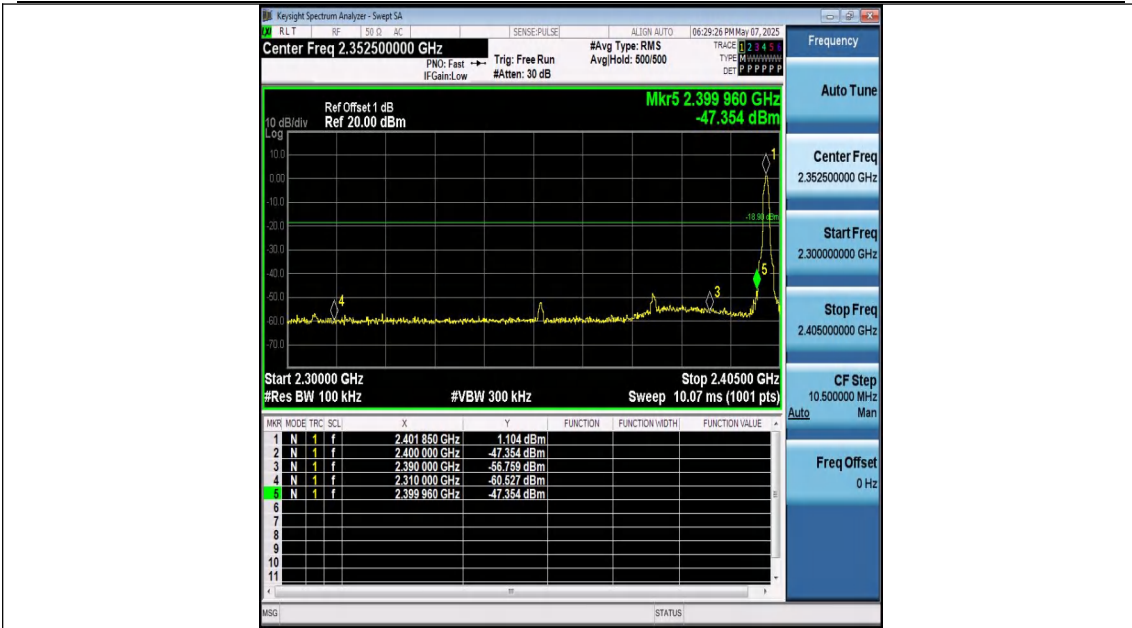 Keysight Spectrum Analyzer - Swept SA
RLT RF 50 Ω AC SENSE:PULSE ALIGN AUTO 06:29:26 PM May 07, 2025
Center Freq 2.352500000 GHz
PNO: Fast
IFGain:Low
Trig: Free Run
#Atten: 30 dB
#Avg Type: RMS
Avg|Hold: 500/500
TRACE 1 2 3 4 5 6
TYPE M W W W W W
DET P P P P P P
Mkr5 2.399 960 GHz
-47.354 dBm
Ref Offset 1 dB
10 dB/div Ref 20.00 dBm
Log
10.0
0.00
-10.0
-20.0
-30.0
-40.0
-50.0
-60.0
-70.0
1
5
3
4
Start 2.30000 GHz Stop 2.40500 GHz
#Res BW 100 kHz #VBW 300 kHz Sweep 10.07 ms (1001 pts)
MKR MODE TRC SCL X Y FUNCTION FUNCTION WIDTH FUNCTION VALUE
1 N 1 f 2.401 850 GHz 1.104 dBm
2 N 1 f 2.400 000 GHz -47.354 dBm
3 N 1 f 2.390 000 GHz -56.759 dBm
4 N 1 f 2.310 000 GHz -60.527 dBm
5 N 1 f 2.399 960 GHz -47.354 dBm
6
7
8
9
10
11
MSG STATUS
Frequency
Auto Tune
Center Freq
2.352500000 GHz
Start Freq
2.300000000 GHz
Stop Freq
2.405000000 GHz
CF Step
10.500000 MHz
Auto Man
Freq Offset
0 Hz